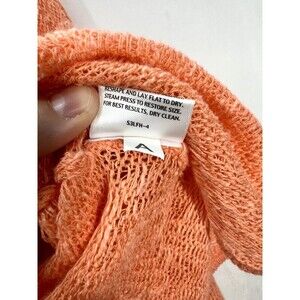 RESHAPE AND LAY FLAT TO DRY.
STEAM PRESS TO RESTORE SIZE.
FOR BEST RESULTS, DRY CLEAN.
S3LFH-4
A